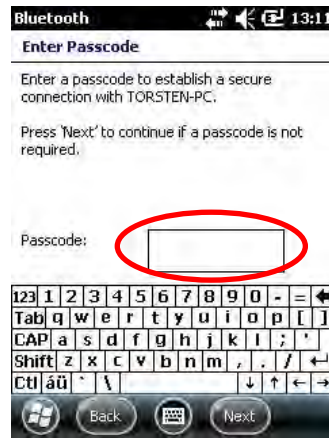 Bluetooth 13:11
Enter Passcode
Enter a passcode to establish a secure
connection with TORSTEN-PC.
Press 'Next' to continue if a passcode is not
required.
Passcode:
123 1 2 3 4 5 6 7 8 9 0 - = ←
Tab q w e r t y u i o p [ ]
CAP a s d f g h j k l ; '
Shift z x c v b n m , . / ↵
Ctl áü ` \ ↓ ↑ ← →
Back Next